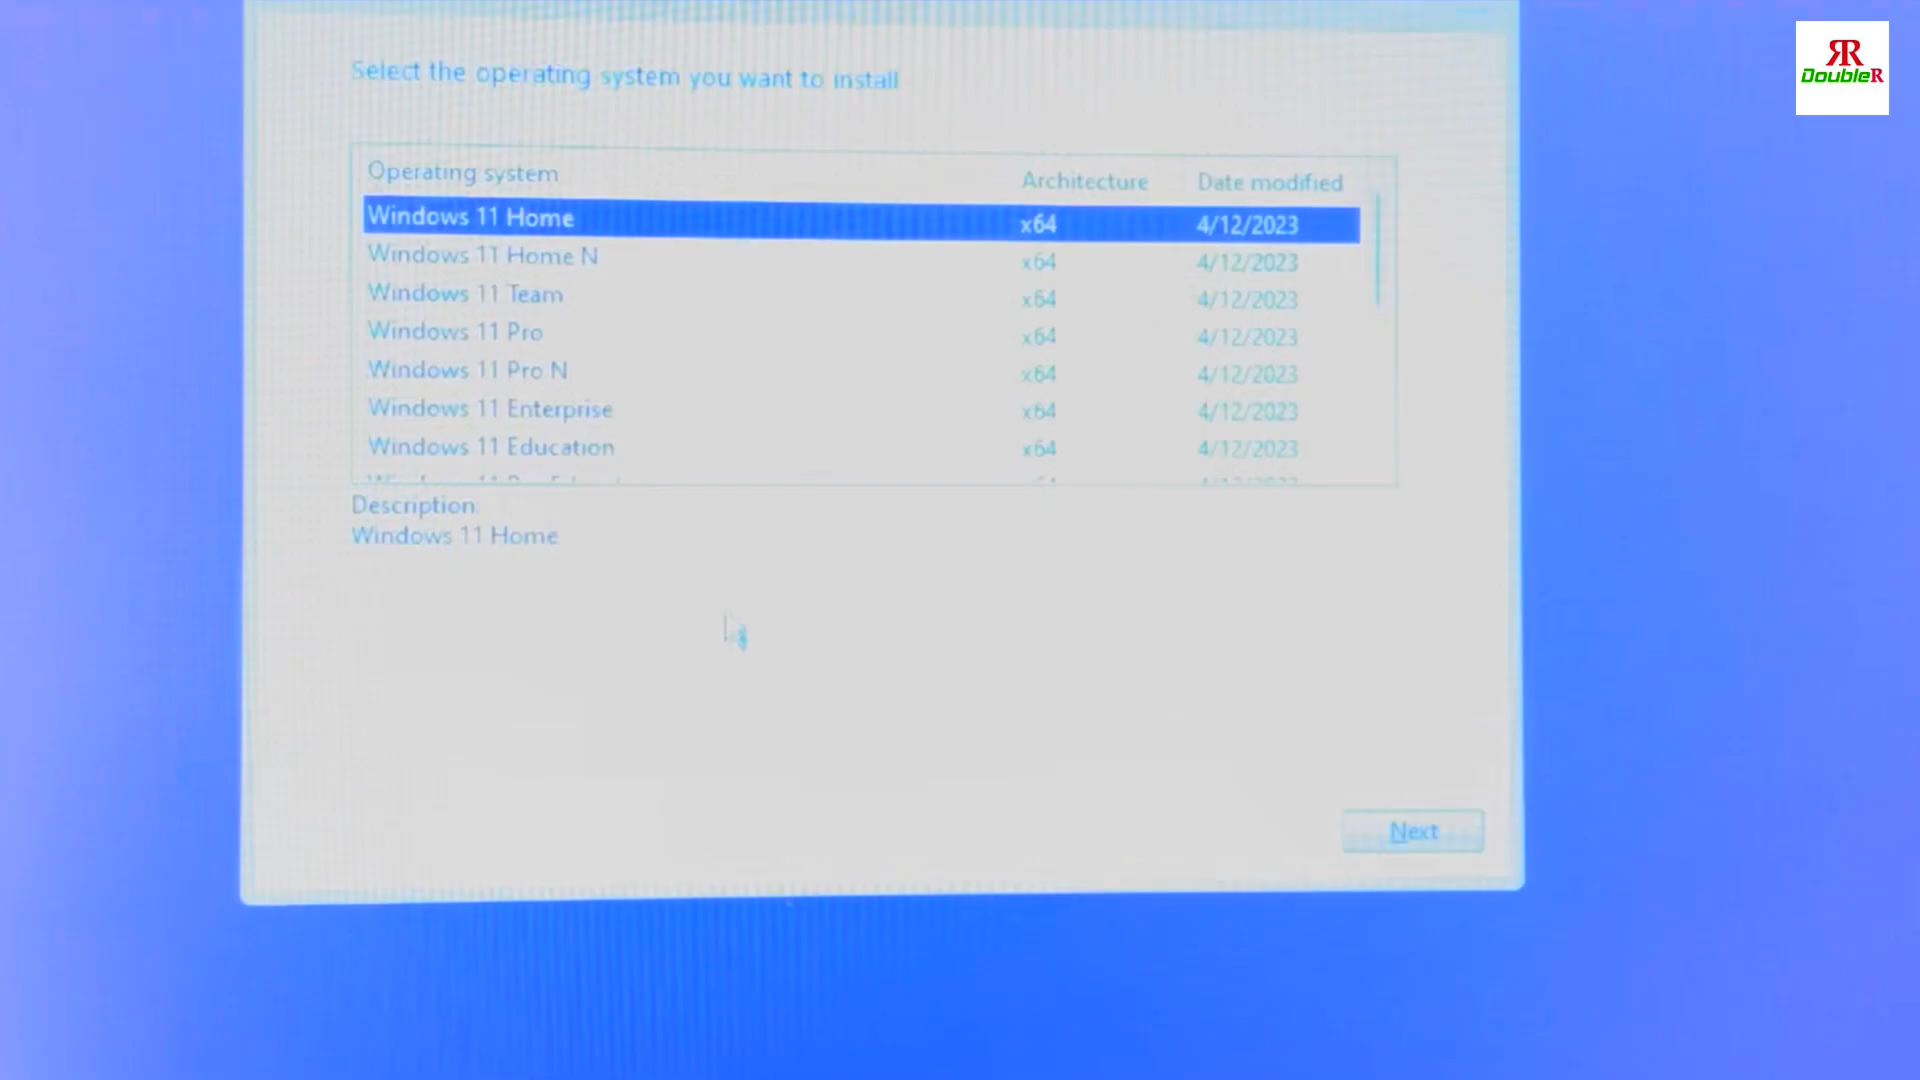 RR
DoubleR
Select the operating system you want to install
Operating system Architecture Date modified
Windows 11 Home x64 4/12/2023
Windows 11 Home N x64 4/12/2023
Windows 11 Team x64 4/12/2023
Windows 11 Pro x64 4/12/2023
Windows 11 Pro N x64 4/12/2023
Windows 11 Enterprise x64 4/12/2023
Windows 11 Education x64 4/12/2023
Description:
Windows 11 Home
Next